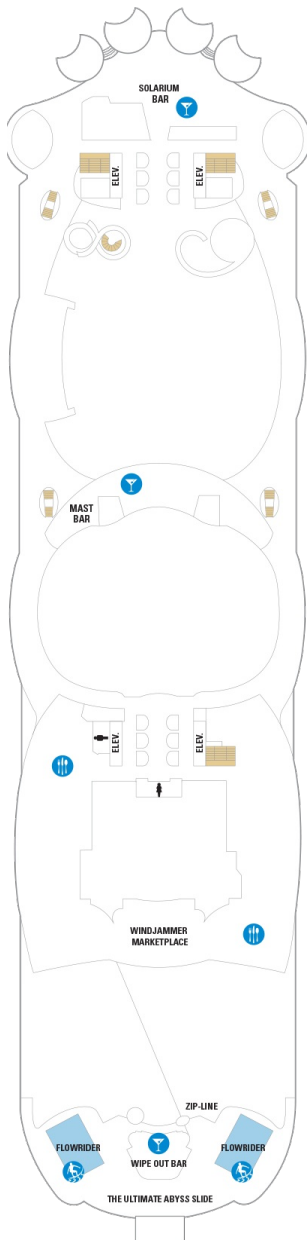 SOLARIUM
BAR
ELEV.
ELEV.
MAST
BAR
ELEV.
ELEV.
WINDJAMMER
MARKETPLACE
ZIP-LINE
FLOWRIDER
FLOWRIDER
WIPE OUT BAR
THE ULTIMATE ABYSS SLIDE